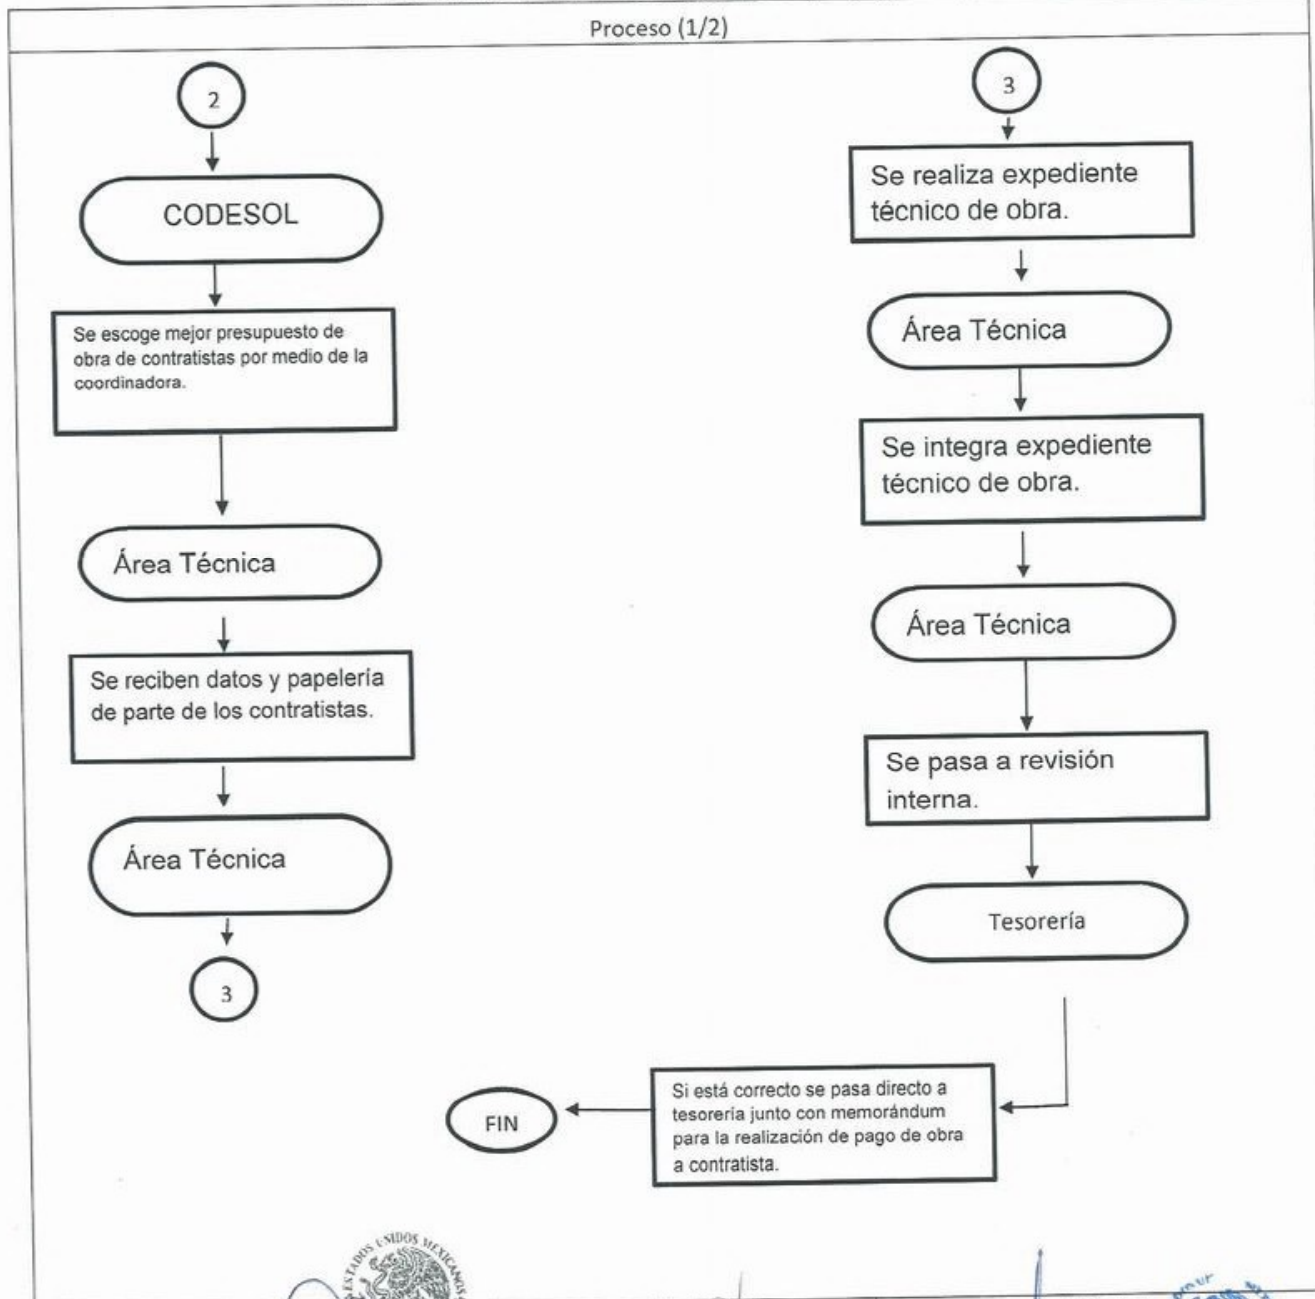 Proceso (1/2)
2
CODESOL
Se escoge mejor presupuesto de
obra de contratistas por medio de la
coordinadora.
Área Técnica
Se reciben datos y papelería
de parte de los contratistas.
Área Técnica
3
3
Se realiza expediente
técnico de obra.
Área Técnica
Se integra expediente
técnico de obra.
Área Técnica
Se pasa a revisión
interna.
Tesorería
Si está correcto se pasa directo a
tesorería junto con memorándum
para la realización de pago de obra
a contratista.
FIN
ESTADOS UNIDOS MEXICANOS